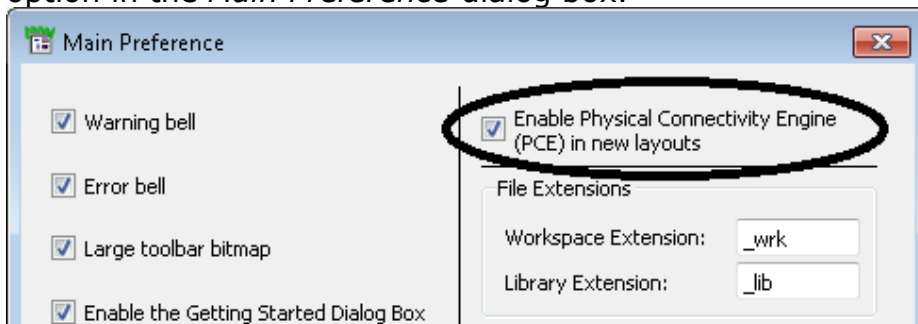 option in the Main Preference dialog box.
Main Preference
Warning bell
Error bell
Large toolbar bitmap
Enable the Getting Started Dialog Box
Enable Physical Connectivity Engine
(PCE) in new layouts
File Extensions
Workspace Extension: _wrk
Library Extension: _lib